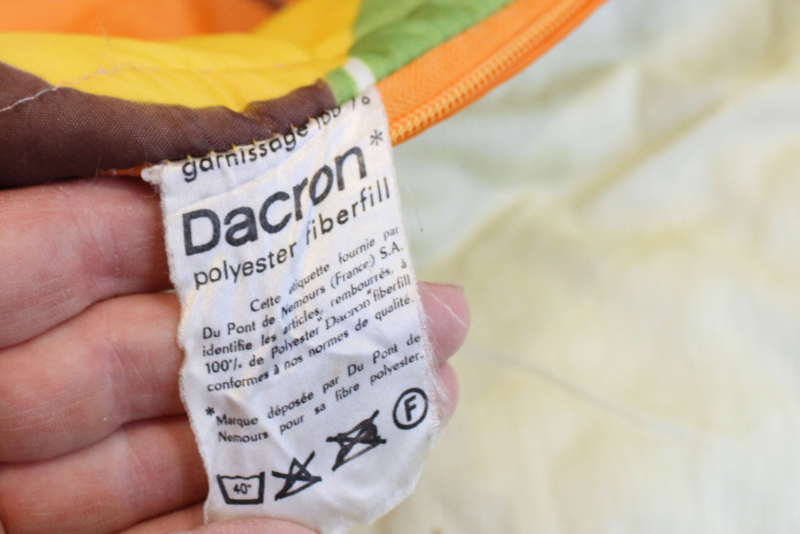 garnissage 100 %
Dacron*
polyester fiberfill
Cette étiquette fournie par
Du Pont de Nemours (France) S.A.
identifie les articles, rembourrés, à
100% de Polyester "Dacron" fiberfill
conformes à nos normes de qualité.
*Marque déposée par Du Pont de
Nemours pour sa fibre polyester.
40° F